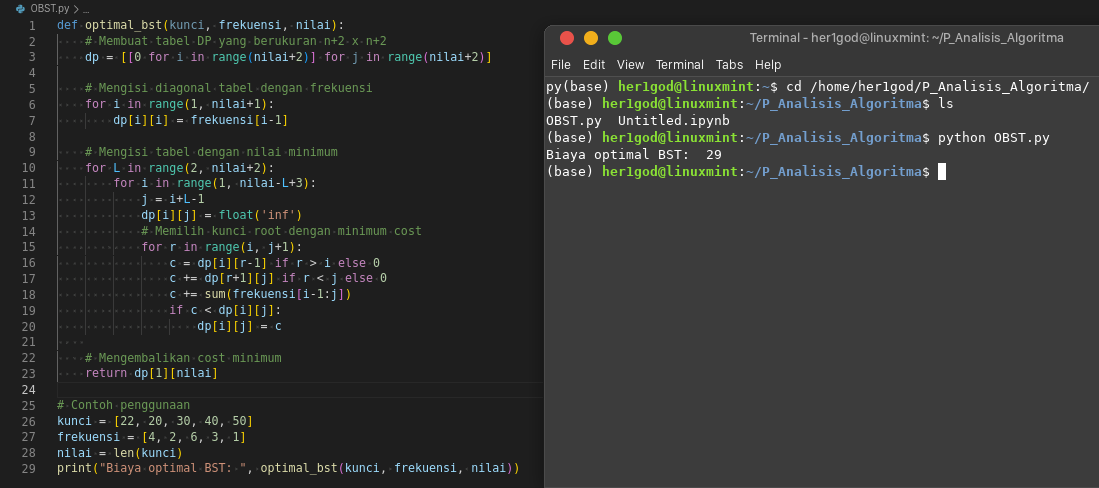 OBST.py > ...
1 def optimal_bst(kunci, frekuensi, nilai):
2     # Membuat tabel DP yang berukuran n+2 x n+2
3     dp = [[0 for i in range(nilai+2)] for j in range(nilai+2)]
4
5     # Mengisi diagonal tabel dengan frekuensi
6     for i in range(1, nilai+1):
7         dp[i][i] = frekuensi[i-1]
8
9     # Mengisi tabel dengan nilai minimum
10     for L in range(2, nilai+2):
11         for i in range(1, nilai-L+3):
12             j = i+L-1
13             dp[i][j] = float('inf')
14             # Memilih kunci root dengan minimum cost
15             for r in range(i, j+1):
16                 c = dp[i][r-1] if r > i else 0
17                 c += dp[r+1][j] if r < j else 0
18                 c += sum(frekuensi[i-1:j])
19                 if c < dp[i][j]:
20                     dp[i][j] = c
21
22     # Mengembalikan cost minimum
23     return dp[1][nilai]
24
25 # Contoh penggunaan
26 kunci = [22, 20, 30, 40, 50]
27 frekuensi = [4, 2, 6, 3, 1]
28 nilai = len(kunci)
29 print("Biaya optimal BST: ", optimal_bst(kunci, frekuensi, nilai))
Terminal - her1god@linuxmint: ~/P_Analisis_Algoritma
File Edit View Terminal Tabs Help
py(base) her1god@linuxmint:~$ cd /home/her1god/P_Analisis_Algoritma/
(base) her1god@linuxmint:~/P_Analisis_Algoritma$ ls
OBST.py  Untitled.ipynb
(base) her1god@linuxmint:~/P_Analisis_Algoritma$ python OBST.py
Biaya optimal BST:  29
(base) her1god@linuxmint:~/P_Analisis_Algoritma$